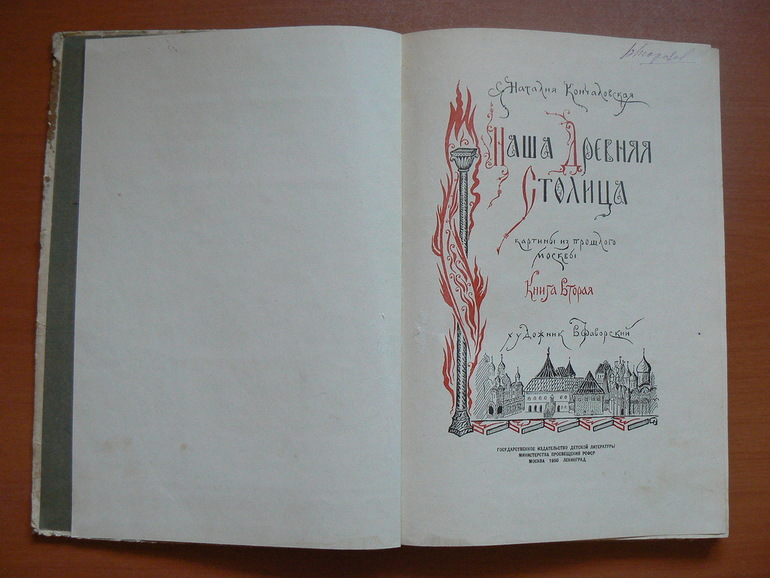 Наталия Кончаловская
Наша Древняя
Столица
картины из прошлого
москвы
Книга Вторая
художник В.Фаворский
ГОСУДАРСТВЕННОЕ ИЗДАТЕЛЬСТВО ДЕТСКОЙ ЛИТЕРАТУРЫ
МИНИСТЕРСТВА ПРОСВЕЩЕНИЯ РСФСР
МОСКВА 1950 ЛЕНИНГРАД